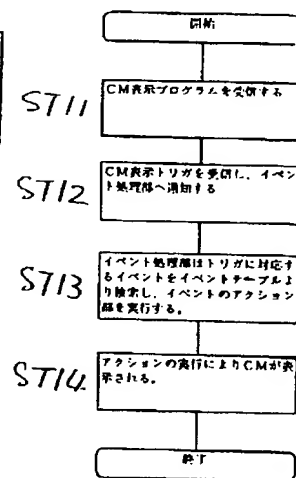 開始
ST11
CM表示プログラムを受信する
ST12
CM表示トリガを受信し、イベン
ト処理部へ通知する
ST13
イベント処理部はトリガに対応す
るイベントをイベントテーブルよ
り検索し、イベントのアクション
部を実行する。
ST14
アクションの実行によりCMが表
示される。
終了